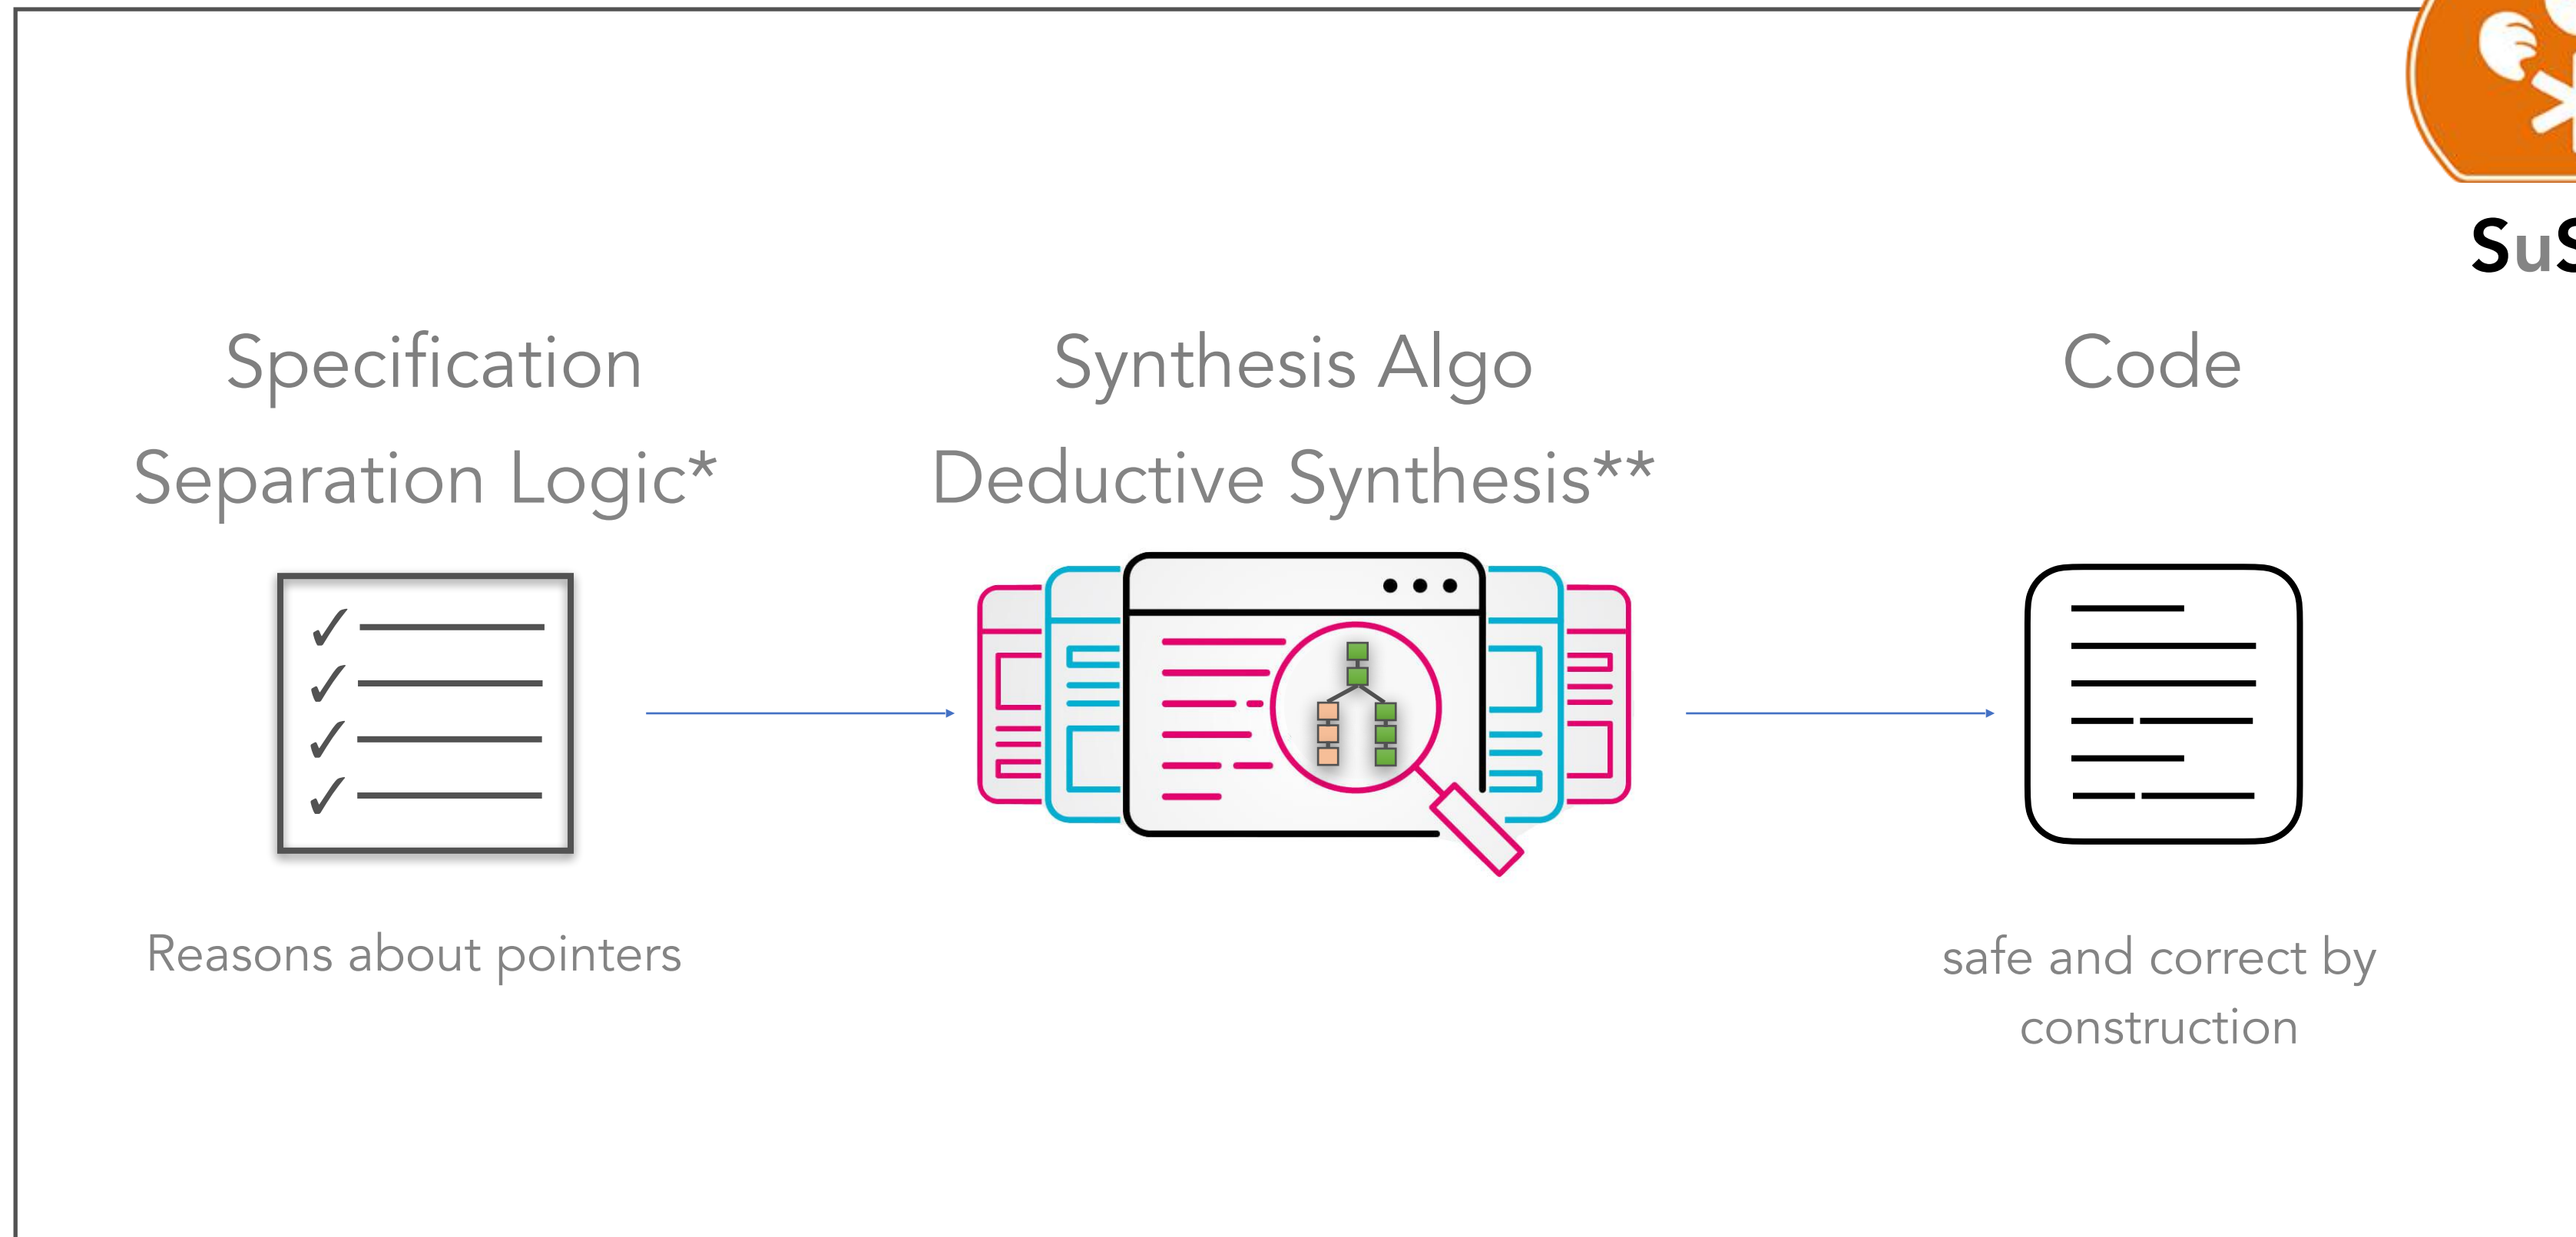 SuS
Specification
Separation Logic*
Synthesis Algo
Deductive Synthesis**
Code
Reasons about pointers
safe and correct by
construction